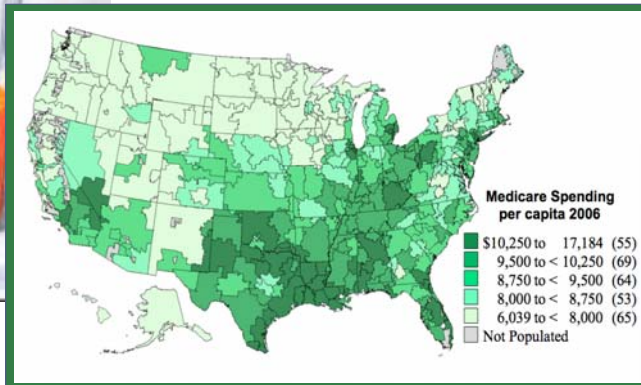 Medicare Spending
per capita 2006
$10,250 to 17,184 (55)
9,500 to < 10,250 (69)
8,750 to < 9,500 (64)
8,000 to < 8,750 (53)
6,039 to < 8,000 (65)
Not Populated